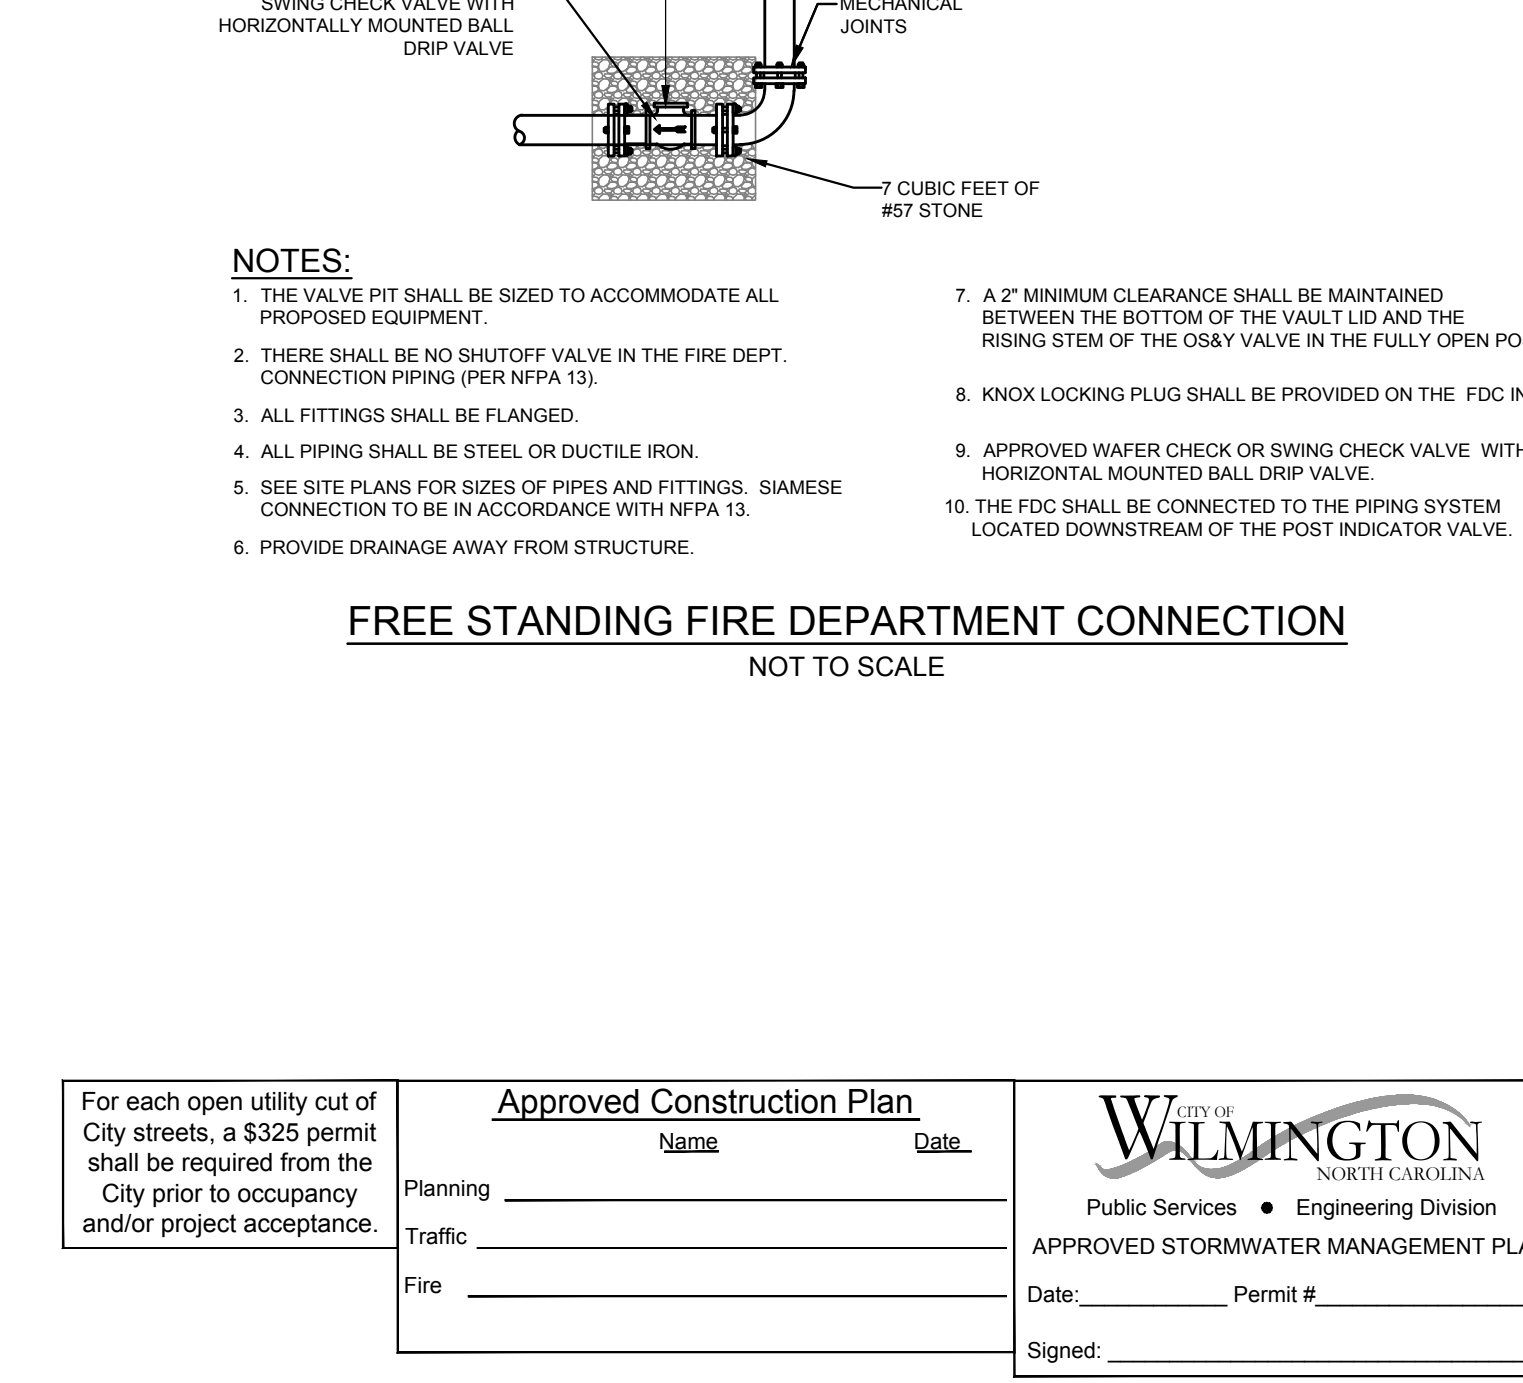 SWING CHECK VALVE WITH
HORIZONTALLY MOUNTED BALL
DRIP VALVE
MECHANICAL
JOINTS
7 CUBIC FEET OF
#57 STONE
NOTES:
1. THE VALVE PIT SHALL BE SIZED TO ACCOMMODATE ALL
PROPOSED EQUIPMENT.
2. THERE SHALL BE NO SHUTOFF VALVE IN THE FIRE DEPT.
CONNECTION PIPING (PER NFPA 13).
3. ALL FITTINGS SHALL BE FLANGED.
4. ALL PIPING SHALL BE STEEL OR DUCTILE IRON.
5. SEE SITE PLANS FOR SIZES OF PIPES AND FITTINGS. SIAMESE
CONNECTION TO BE IN ACCORDANCE WITH NFPA 13.
6. PROVIDE DRAINAGE AWAY FROM STRUCTURE.
7. A 2" MINIMUM CLEARANCE SHALL BE MAINTAINED
BETWEEN THE BOTTOM OF THE VAULT LID AND THE
RISING STEM OF THE OS&Y VALVE IN THE FULLY OPEN
8. KNOX LOCKING PLUG SHALL BE PROVIDED ON THE FDC
9. APPROVED WAFER CHECK OR SWING CHECK VALVE WITH
HORIZONTAL MOUNTED BALL DRIP VALVE.
10. THE FDC SHALL BE CONNECTED TO THE PIPING SYSTEM
LOCATED DOWNSTREAM OF THE POST INDICATOR VALVE.
FREE STANDING FIRE DEPARTMENT CONNECTION
NOT TO SCALE
For each open utility cut of
City streets, a $325 permit
shall be required from the
City prior to occupancy
and/or project acceptance.
Approved Construction Plan
Name Date
Planning
Traffic
Fire
CITY OF
WILMINGTON
NORTH CAROLINA
Public Services ● Engineering Division
APPROVED STORMWATER MANAGEMENT
Date:____________ Permit #
Signed: